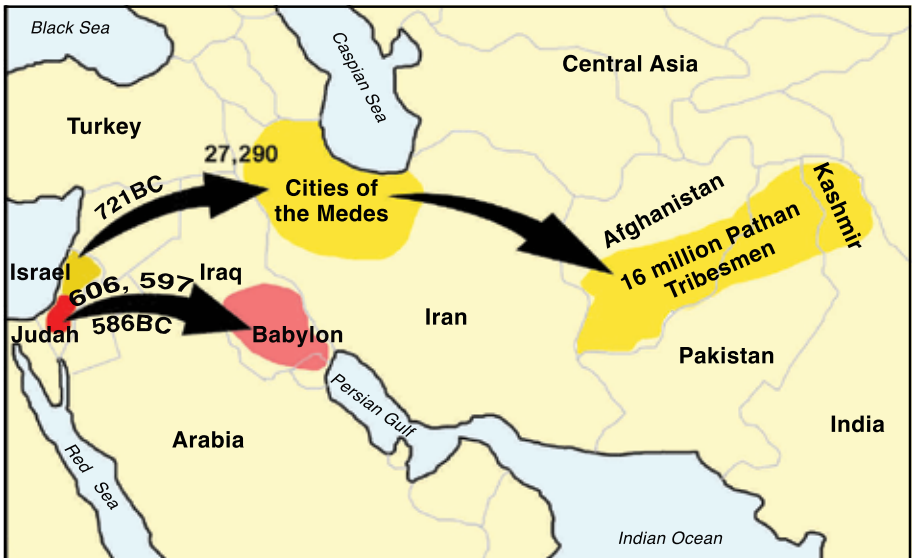 Black Sea
Caspian Sea
Central Asia
Turkey
27,290
721BC
Cities of
the Medes
Afghanistan
Kashmir
16 million Pathan
Tribesmen
Israel
606, 597
Iraq
586BC
Judah
Babylon
Iran
Pakistan
Persian Gulf
India
Arabia
Red Sea
Indian Ocean